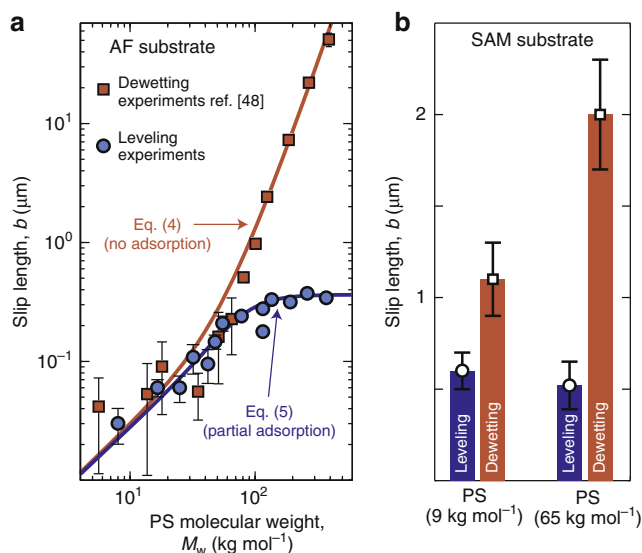 a
AF substrate
Dewetting
experiments ref. [48]
Leveling
experiments
Eq. (4)
(no adsorption)
Eq. (5)
(partial adsorption)
Slip length, b (μm)
10¹
10⁰
10⁻¹
10¹
10²
PS molecular weight,
Mw (kg mol⁻¹)
b
SAM substrate
Slip length, b (μm)
2
1
Leveling
Dewetting
Leveling
Dewetting
PS
(9 kg mol⁻¹)
PS
(65 kg mol⁻¹)